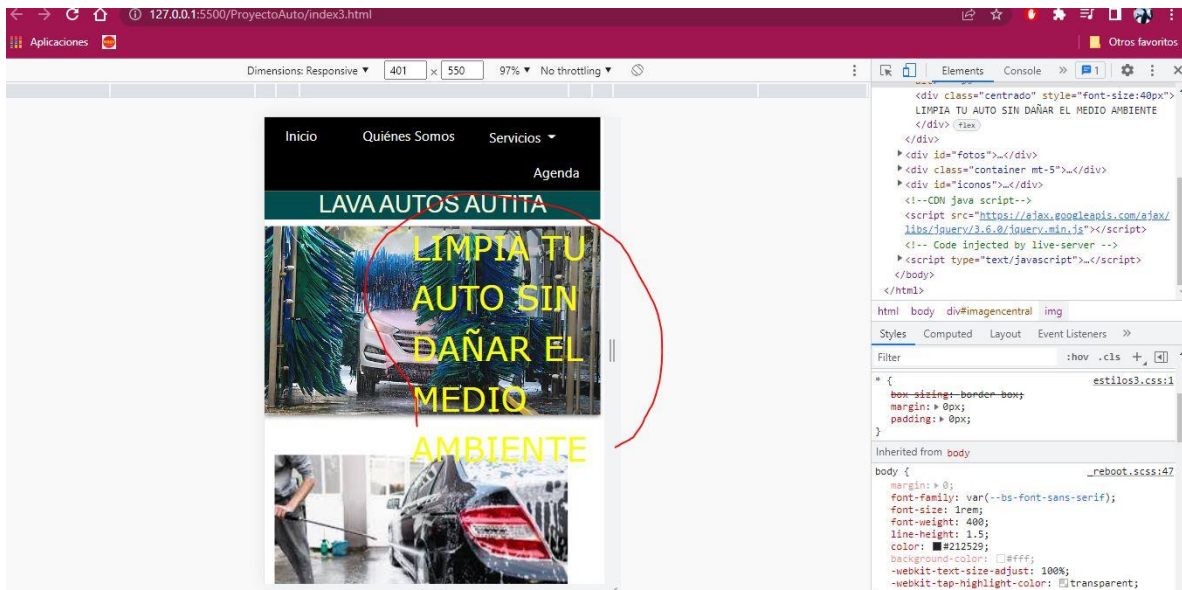 127.0.0.1:5500/ProyectoAuto/index3.html
Aplicaciones
Otros favoritos
Dimensions: Responsive ▼ 401 x 550 97% ▼ No throttling ▼
Elements Console » 1
Inicio Quiénes Somos Servicios
Agenda
LAVA AUTOS AUTITA
LIMPIA TU
AUTO SIN
DAÑAR EL
MEDIO
AMBIENTE
<div class="centrado" style="font-size:40px">
LIMPIA TU AUTO SIN DAÑAR EL MEDIO AMBIENTE
</div> flex
</div>
<div id="fotos">…</div>
<div class="container mt-5">…</div>
<div id="iconos">…</div>
<!--CDN java script-->
<script src="https://ajax.googleapis.com/ajax/
libs/jquery/3.6.0/jquery.min.js"></script>
<!-- Code injected by live-server -->
<script type="text/javascript">…</script>
</body>
</html>
html body div#imagencentral img
Styles Computed Layout Event Listeners »
Filter :hov .cls +
* { estilos3.css:1
box-sizing: border-box;
margin: 0px;
padding: 0px;
}
Inherited from body
body { _reboot.scss:47
margin: 0;
font-family: var(--bs-font-sans-serif);
font-size: 1rem;
font-weight: 400;
line-height: 1.5;
color: #212529;
background-color: #fff;
-webkit-text-size-adjust: 100%;
-webkit-tap-highlight-color: transparent;